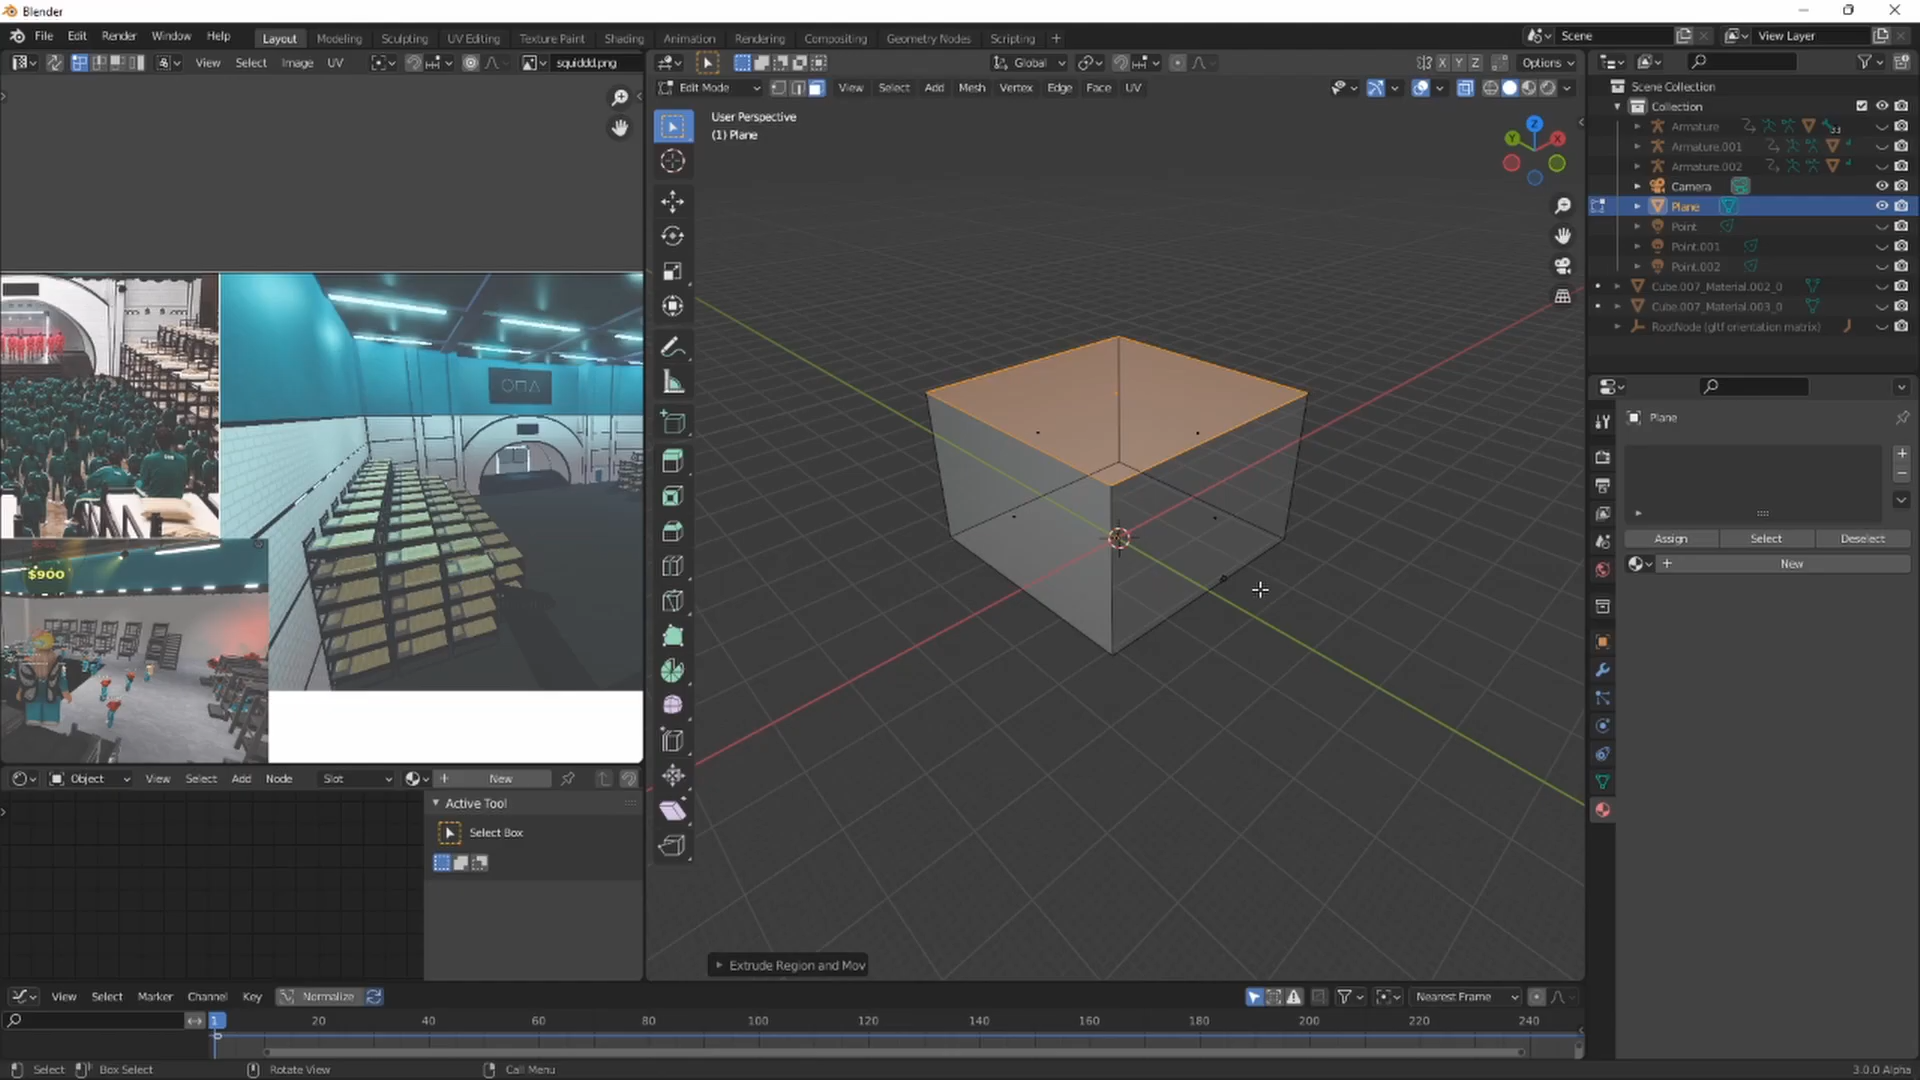 Blender
File Edit Render Window Help
Layout Modeling Sculpting UV Editing Texture Paint Shading Animation Rendering Compositing Geometry Nodes Scripting +
Scene View Layer
View Select Image UV squiddd.png
Global X Y Z Options
Edit Mode View Select Add Mesh Vertex Edge Face UV
User Perspective
(1) Plane
Z
Y X
Scene Collection
Collection
Armature 33
Armature.001
Armature.002
Camera
Plane
Point
Point.001
Point.002
Cube.007_Material.002_0
Cube.007_Material.003_0
RootNode (gltf orientation matrix)
Plane
Assign Select Deselect
New
$900
Object View Select Add Node Slot New
Active Tool
Select Box
Extrude Region and Mov
View Select Marker Channel Key Normalize Nearest Frame
1 20 40 60 80 100 120 140 160 180 200 220 240
Select Box Select Rotate View Call Menu 3.0.0 Alpha